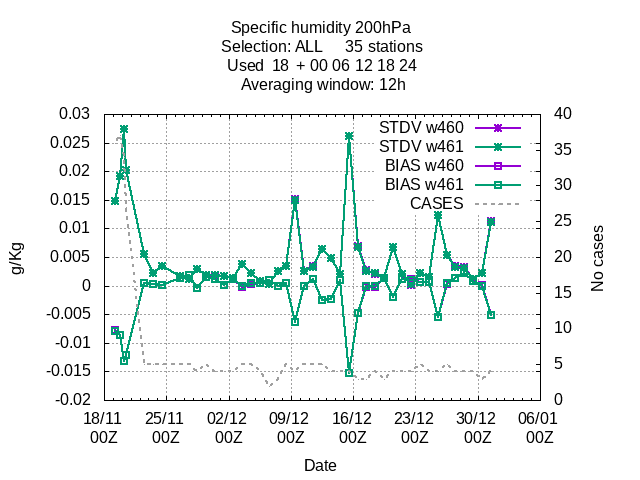 Specific humidity 200hPa
Selection: ALL 35 stations
Used 18 + 00 06 12 18 24
Averaging window: 12h
0.03
0.025
0.02
0.015
0.01
0.005
0
-0.005
-0.01
-0.015
-0.02
g/Kg
STDV w460
STDV w461
BIAS w460
BIAS w461
CASES
40
35
30
25
20
15
10
5
0
No cases
18/11 25/11 02/12 09/12 16/12 23/12 30/12 06/01
00Z 00Z 00Z 00Z 00Z 00Z 00Z 00Z
Date